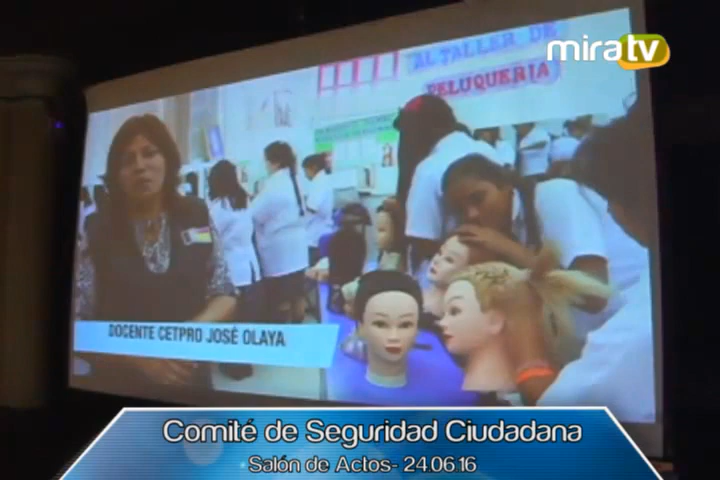 miratv
AL TALLER DE
PELUQUERIA
DOCENTE CETPRO JOSÉ OLAYA
Comité de Seguridad Ciudadana
Salón de Actos- 24.06.16